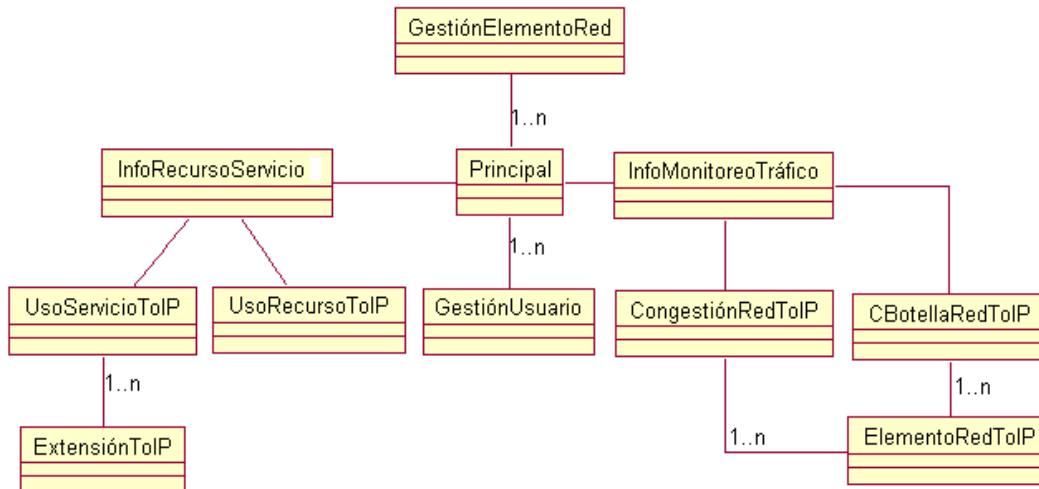 GestiónElementoRed
1..n
InfoRecursoServicio
Principal
InfoMonitoreoTráfico
1..n
UsoServicioToIP
UsoRecursoToIP
GestiónUsuario
CongestiónRedToIP
CBotellaRedToIP
1..n
1..n
1..n
ExtensiónToIP
ElementoRedToIP